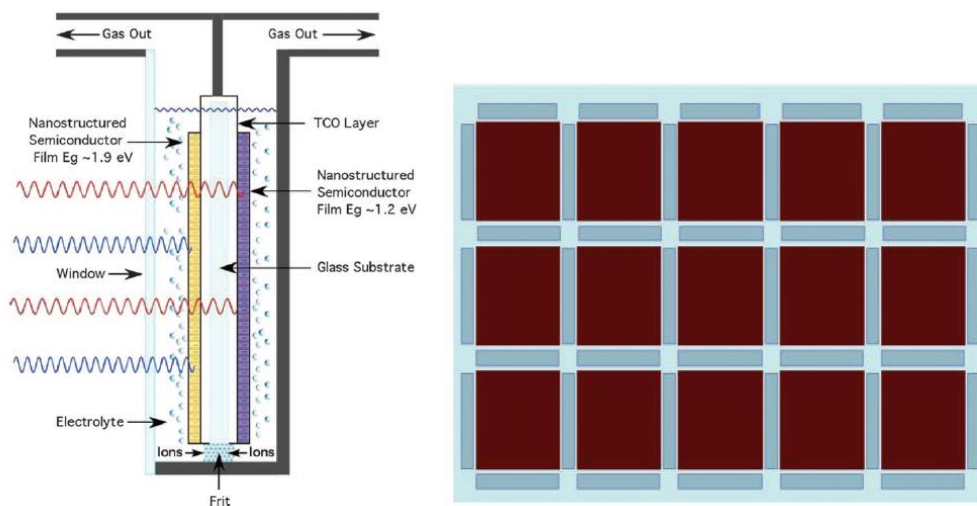 Gas Out
Gas Out
Nanostructured
Semiconductor
Film Eg ~1.9 eV
TCO Layer
Nanostructured
Semiconductor
Film Eg ~1.2 eV
Window
Glass Substrate
Electrolyte
Ions
Ions
Frit